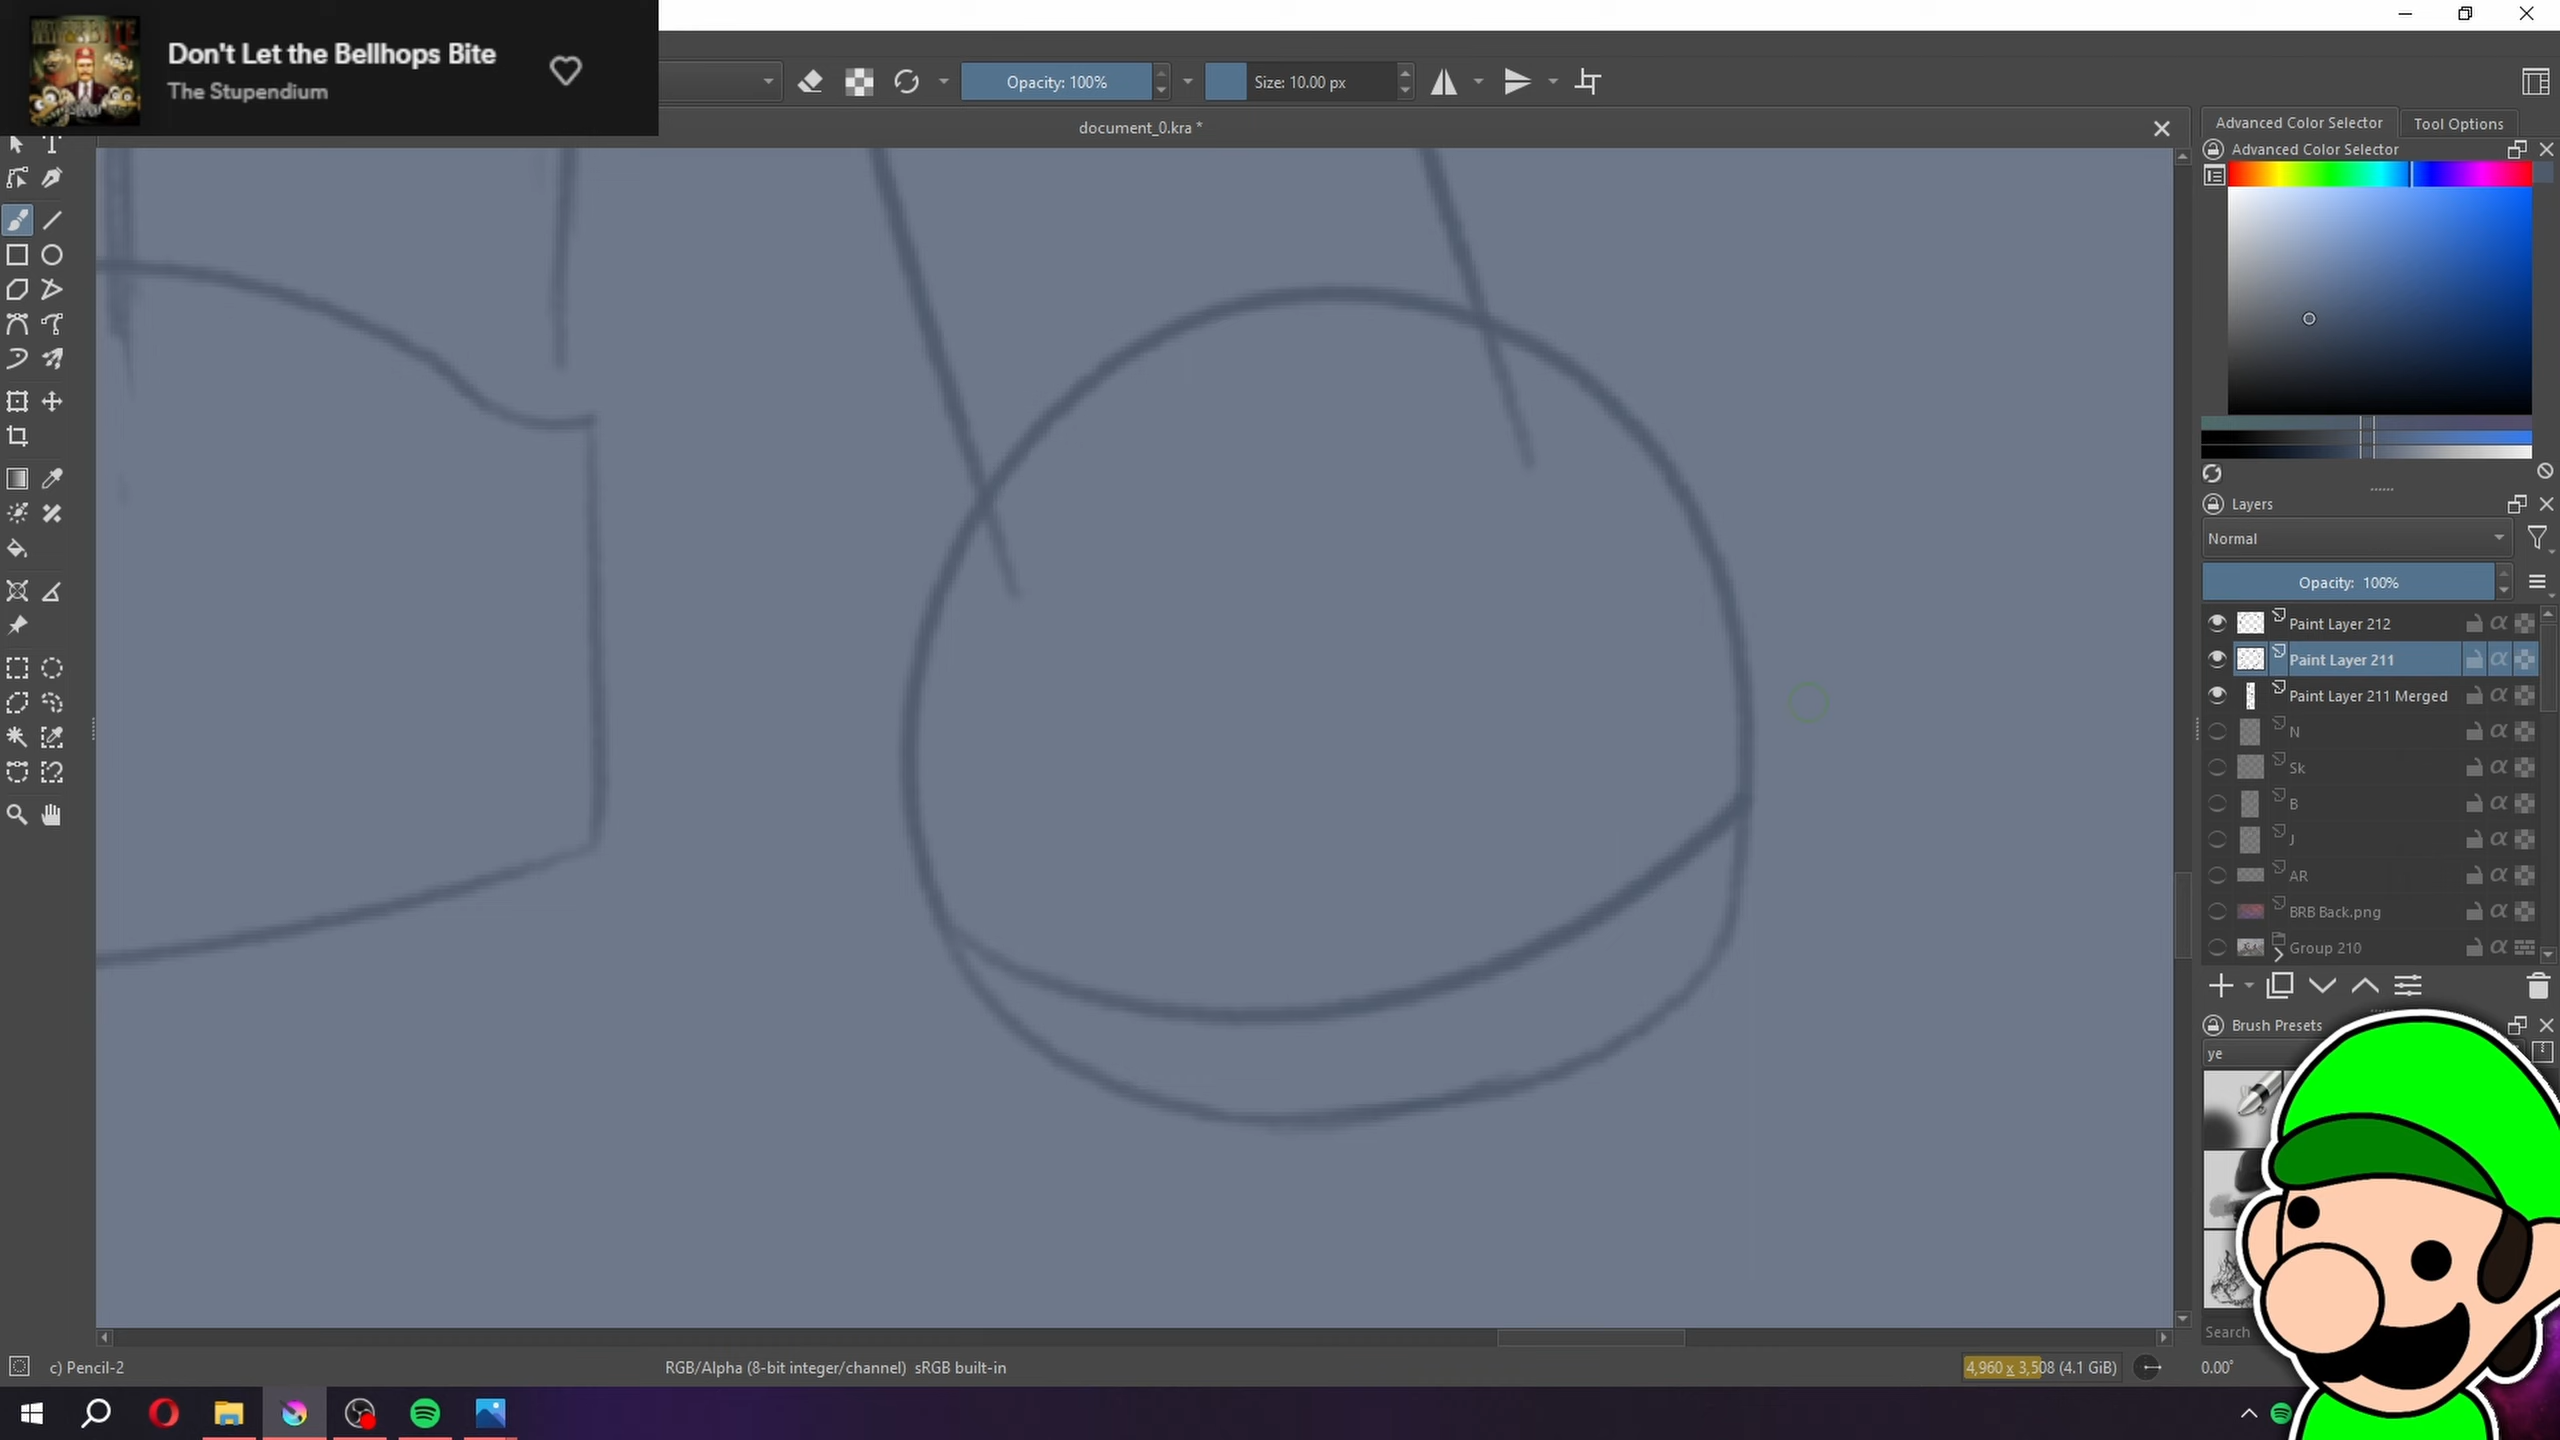 Don't Let the Bellhops Bite
The Stupendium
Opacity: 100%
Size: 10.00 px
document_0.kra *
Advanced Color Selector
Tool Options
Advanced Color Selector
Layers
Normal
Opacity: 100%
Paint Layer 212
Paint Layer 211
Paint Layer 211 Merged
N
Sk
B
J
AR
BRB Back.png
Group 210
Brush Presets
ye
Search
c) Pencil-2
RGB/Alpha (8-bit integer/channel) sRGB built-in
4,960 x 3,508 (4.1 GiB)
0.00°